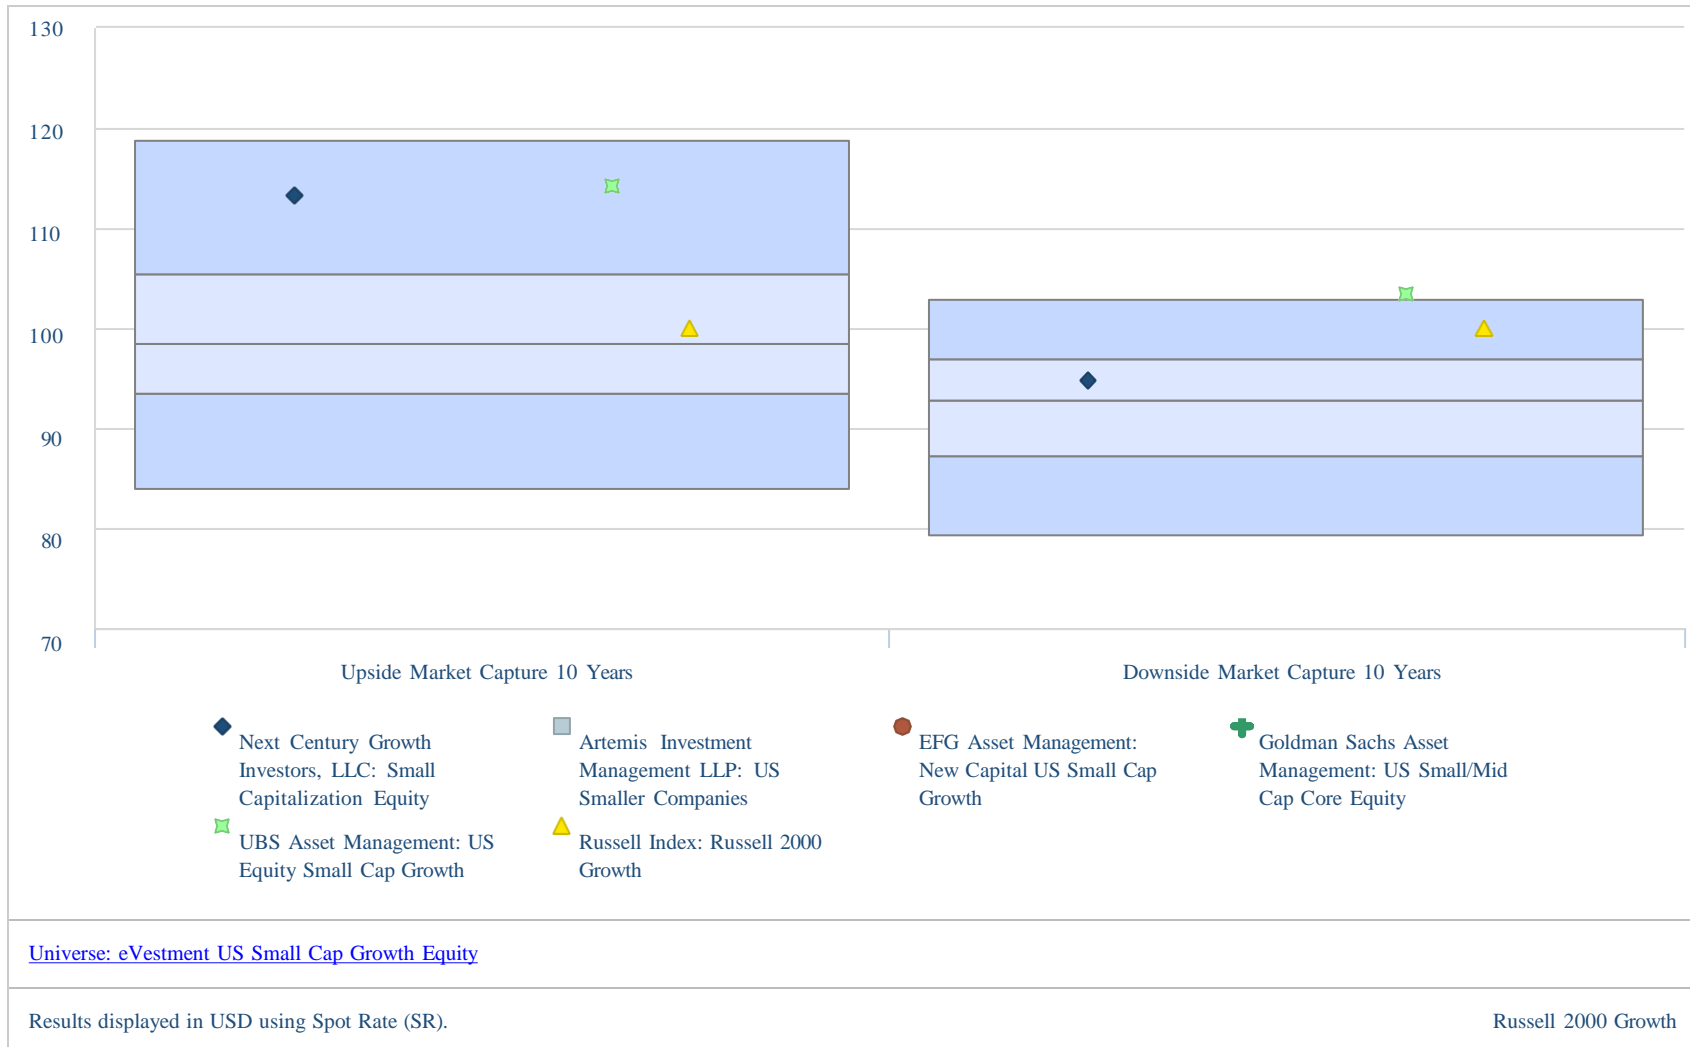 130
120
110
100
90
80
70
Upside Market Capture 10 Years
Downside Market Capture 10 Years
Next Century Growth
Investors, LLC: Small
Capitalization Equity
Artemis Investment
Management LLP: US
Smaller Companies
EFG Asset Management:
New Capital US Small Cap
Growth
Goldman Sachs Asset
Management: US Small/Mid
Cap Core Equity
UBS Asset Management: US
Equity Small Cap Growth
Russell Index: Russell 2000
Growth
Universe: eVestment US Small Cap Growth Equity
Results displayed in USD using Spot Rate (SR).
Russell 2000 Growth